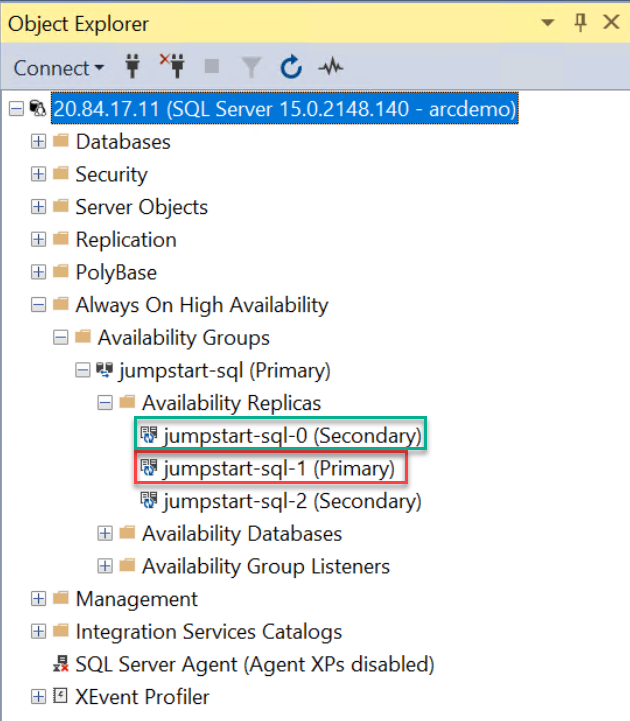 Object Explorer
Connect
20.84.17.11 (SQL Server 15.0.2148.140 - arcdemo)
Databases
Security
Server Objects
Replication
PolyBase
Always On High Availability
Availability Groups
jumpstart-sql (Primary)
Availability Replicas
jumpstart-sql-0 (Secondary)
jumpstart-sql-1 (Primary)
jumpstart-sql-2 (Secondary)
Availability Databases
Availability Group Listeners
Management
Integration Services Catalogs
SQL Server Agent (Agent XPs disabled)
XEvent Profiler